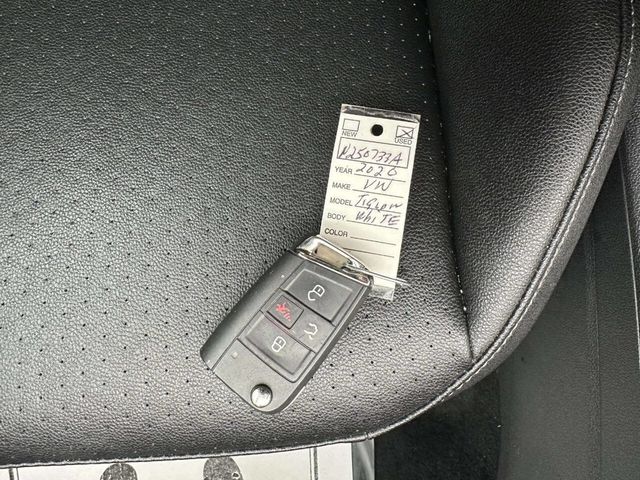 NEW USED
N250733A
YEAR 2020
MAKE VW
MODEL Tiguan
BODY White
COLOR